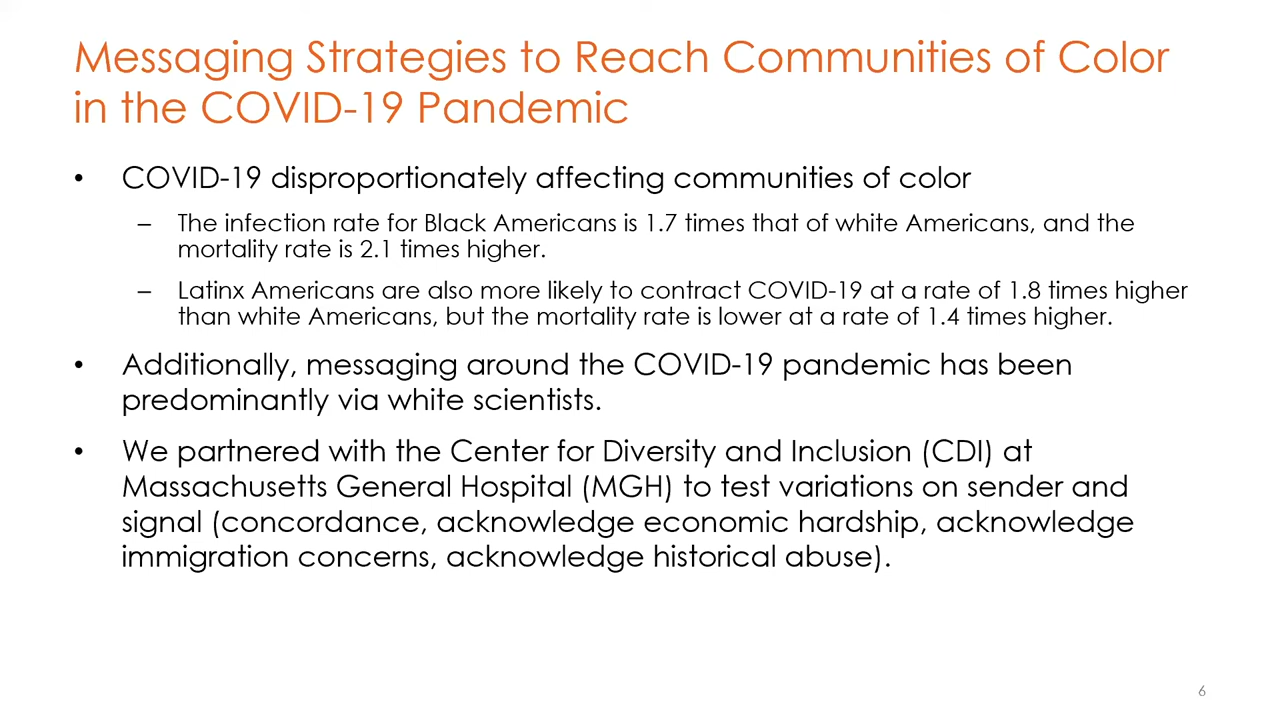 Messaging Strategies to Reach Communities of Color
in the COVID-19 Pandemic
• COVID-19 disproportionately affecting communities of color
– The infection rate for Black Americans is 1.7 times that of white Americans, and the
mortality rate is 2.1 times higher.
– Latinx Americans are also more likely to contract COVID-19 at a rate of 1.8 times higher
than white Americans, but the mortality rate is lower at a rate of 1.4 times higher.
• Additionally, messaging around the COVID-19 pandemic has been
predominantly via white scientists.
• We partnered with the Center for Diversity and Inclusion (CDI) at
Massachusetts General Hospital (MGH) to test variations on sender and
signal (concordance, acknowledge economic hardship, acknowledge
immigration concerns, acknowledge historical abuse).
6